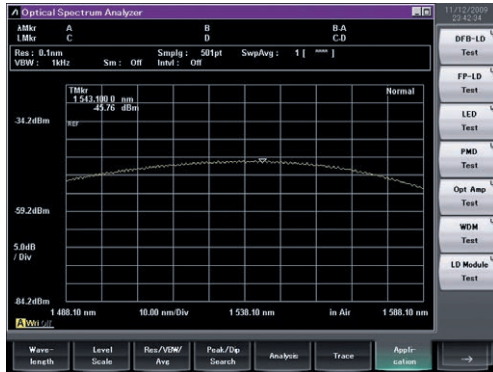 Optical Spectrum Analyzer
11/12/2009
23:42:34
λMkr A B B-A
LMkr C D C-D
Res : 0.1nm Smplg : 501pt SwpAvg : 1 [ **** ]
VBW : 1kHz Sm : Off Intvl : Off
TMkr
1 543.100 0 nm
-45.76 dBm
Normal
-34.2dBm
REF
-59.2dBm
5.0dB
/ Div
-84.2dBm
1 488.10 nm 10.00 nm/Div 1 538.10 nm in Air 1 588.10 nm
A Wri
DFB-LD
Test
FP-LD
Test
LED
Test
PMD
Test
Opt Amp
Test
WDM
Test
LD Module
Test
Wave-
length
Level
Scale
Res/VBW/
Avg
Peak/Dip
Search
Analysis
Trace
Appli-
cation
→